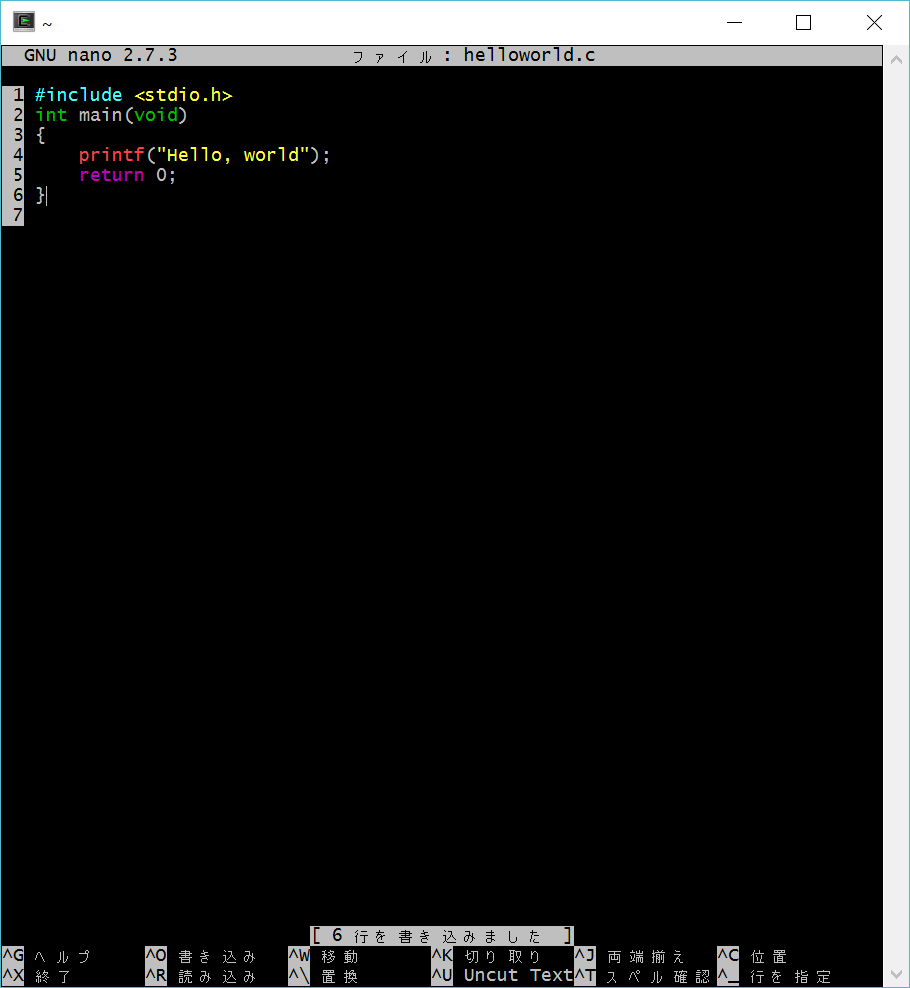 ~
GNU nano 2.7.3 ファイル: helloworld.c
1 #include <stdio.h>
2 int main(void)
3 {
4     printf("Hello, world");
5     return 0;
6 }
7
[ 6 行を書き込みました ]
^G ヘルプ ^O 書き込み ^W 移動 ^K 切り取り ^J 両端揃え ^C 位置
^X 終了 ^R 読み込み ^\ 置換 ^U Uncut Text ^T スペル確認 ^_ 行を指定